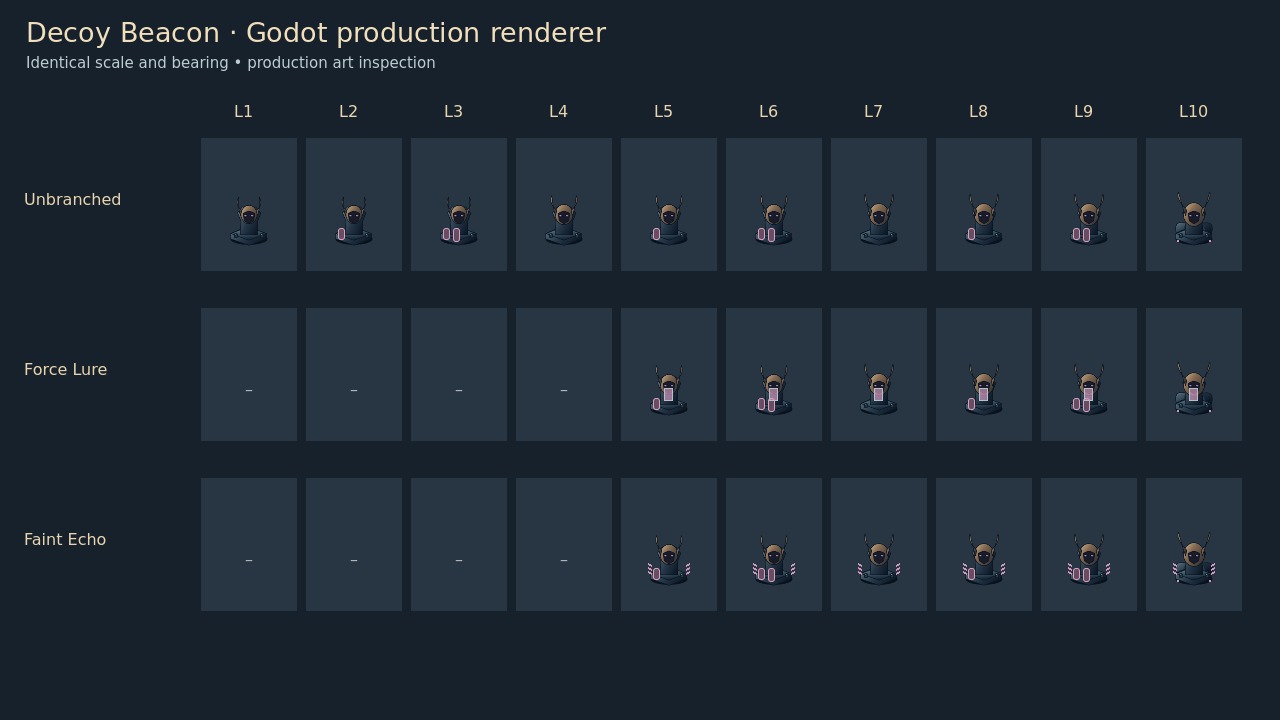 Decoy Beacon · Godot production renderer
Identical scale and bearing • production art inspection
L1 L2 L3 L4 L5 L6 L7 L8 L9 L10
Unbranched
Force Lure
– – – –
Faint Echo
– – – –